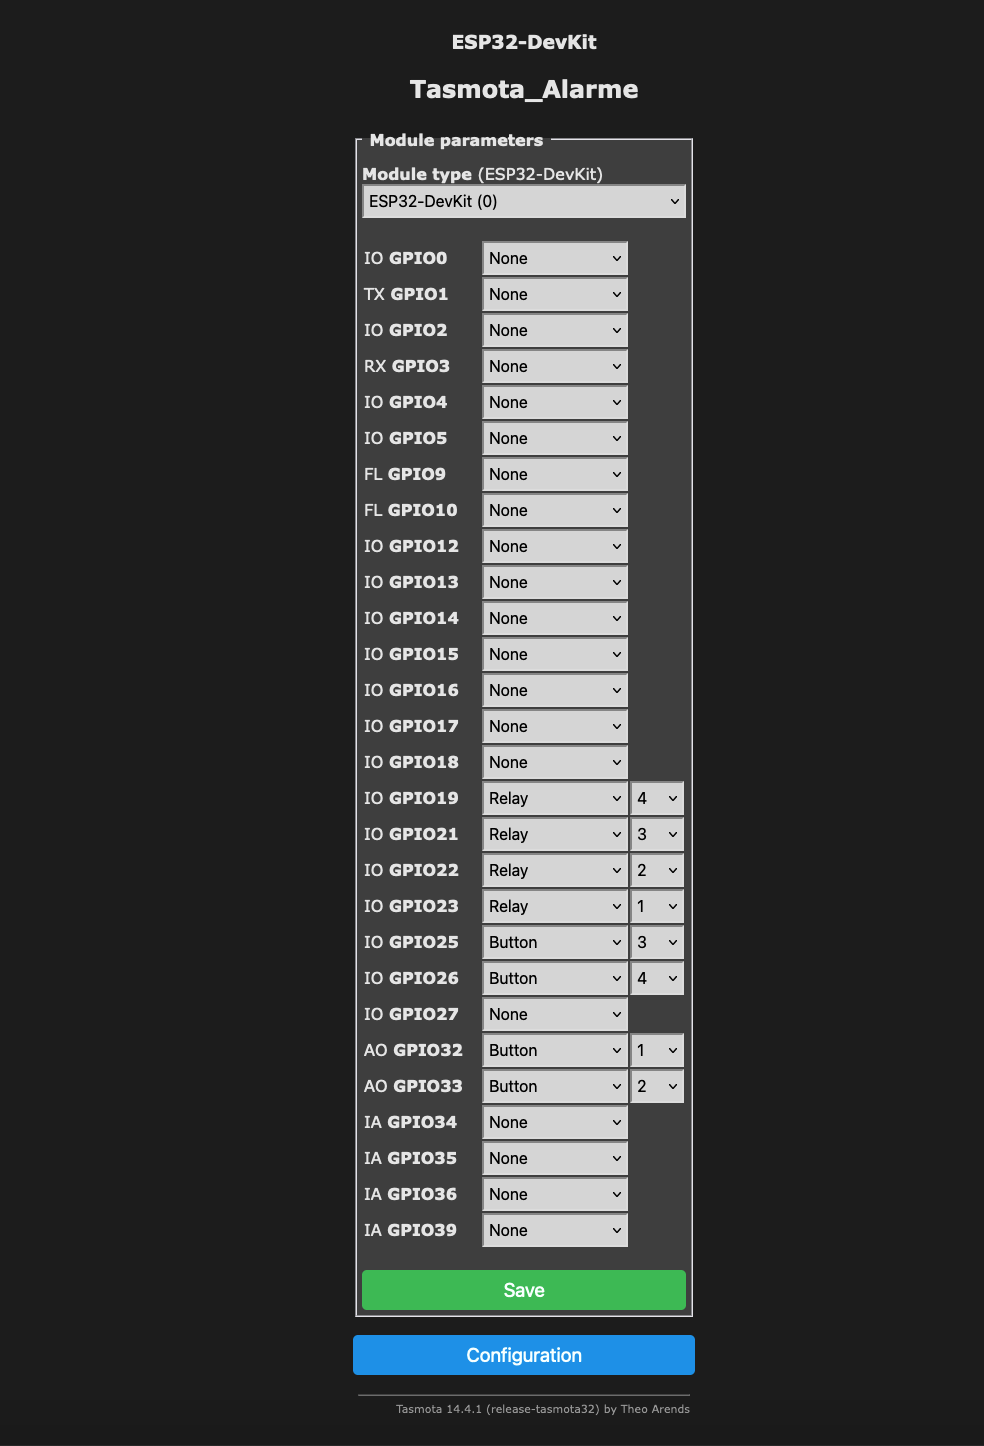 ESP32-DevKit
Tasmota_Alarme
Module parameters
Module type (ESP32-DevKit)
ESP32-DevKit (0)
IO GPIO0 None
TX GPIO1 None
IO GPIO2 None
RX GPIO3 None
IO GPIO4 None
IO GPIO5 None
FL GPIO9 None
FL GPIO10 None
IO GPIO12 None
IO GPIO13 None
IO GPIO14 None
IO GPIO15 None
IO GPIO16 None
IO GPIO17 None
IO GPIO18 None
IO GPIO19 Relay 4
IO GPIO21 Relay 3
IO GPIO22 Relay 2
IO GPIO23 Relay 1
IO GPIO25 Button 3
IO GPIO26 Button 4
IO GPIO27 None
AO GPIO32 Button 1
AO GPIO33 Button 2
IA GPIO34 None
IA GPIO35 None
IA GPIO36 None
IA GPIO39 None
Save
Configuration
Tasmota 14.4.1 (release-tasmota32) by Theo Arends